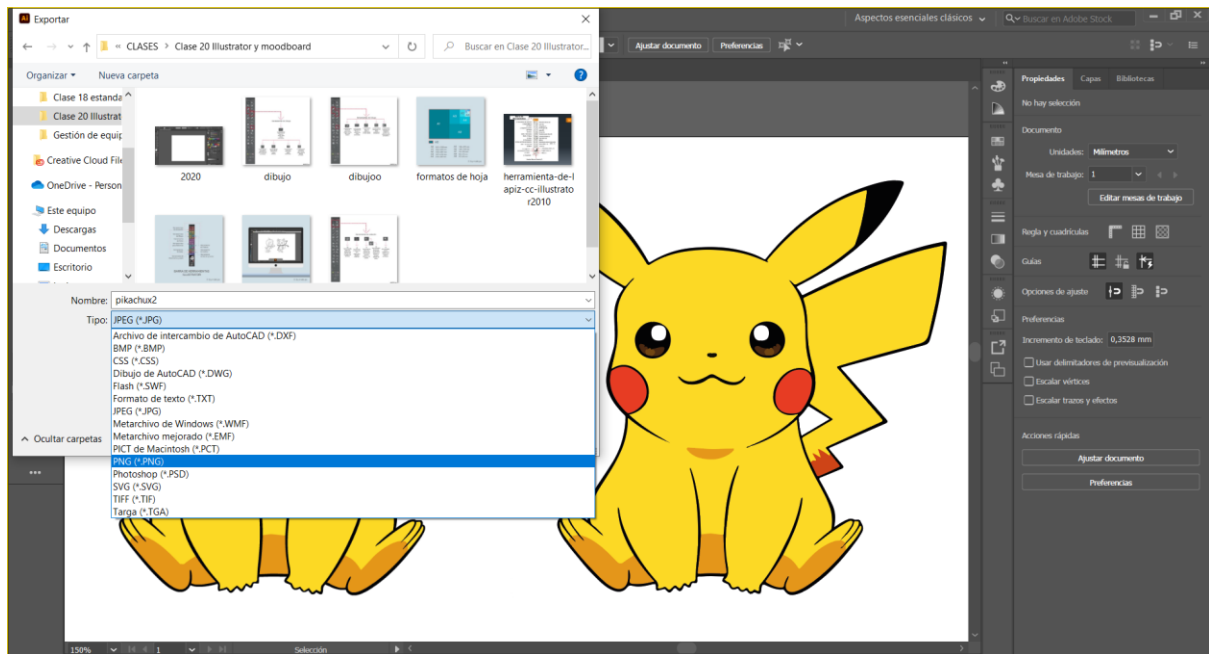 Ai Exportar
Aspectos esenciales clásicos
Buscar en Adobe Stock
« CLASES > Clase 20 Illustrator y moodboard
Buscar en Clase 20 Illustrator...
Ajustar documento
Preferencias
Organizar
Nueva carpeta
Clase 18 estanda
Clase 20 Illustrat
Gestión de equip
Creative Cloud File
OneDrive - Person
Este equipo
Descargas
Documentos
Escritorio
2020
dibujo
dibujoo
formatos de hoja
herramienta-de-l
apiz-cc-illustrato
r2010
Nombre: pikachux2
Tipo: JPEG (*.JPG)
Archivo de intercambio de AutoCAD (*.DXF)
BMP (*.BMP)
CSS (*.CSS)
Dibujo de AutoCAD (*.DWG)
Flash (*.SWF)
Formato de texto (*.TXT)
JPEG (*.JPG)
Metarchivo de Windows (*.WMF)
Metarchivo mejorado (*.EMF)
PICT de Macintosh (*.PCT)
PNG (*.PNG)
Photoshop (*.PSD)
SVG (*.SVG)
TIFF (*.TIF)
Targa (*.TGA)
Ocultar carpetas
Propiedades Capas Bibliotecas
No hay selección
Documento
Unidades: Milímetros
Mesa de trabajo: 1
Editar mesas de trabajo
Regla y cuadrículas
Guías
Opciones de ajuste
Preferencias
Incremento de teclado: 0,3528 mm
Usar delimitadores de previsualización
Escalar vértices
Escalar trazos y efectos
Acciones rápidas
Ajustar documento
Preferencias
150% 1 Selección